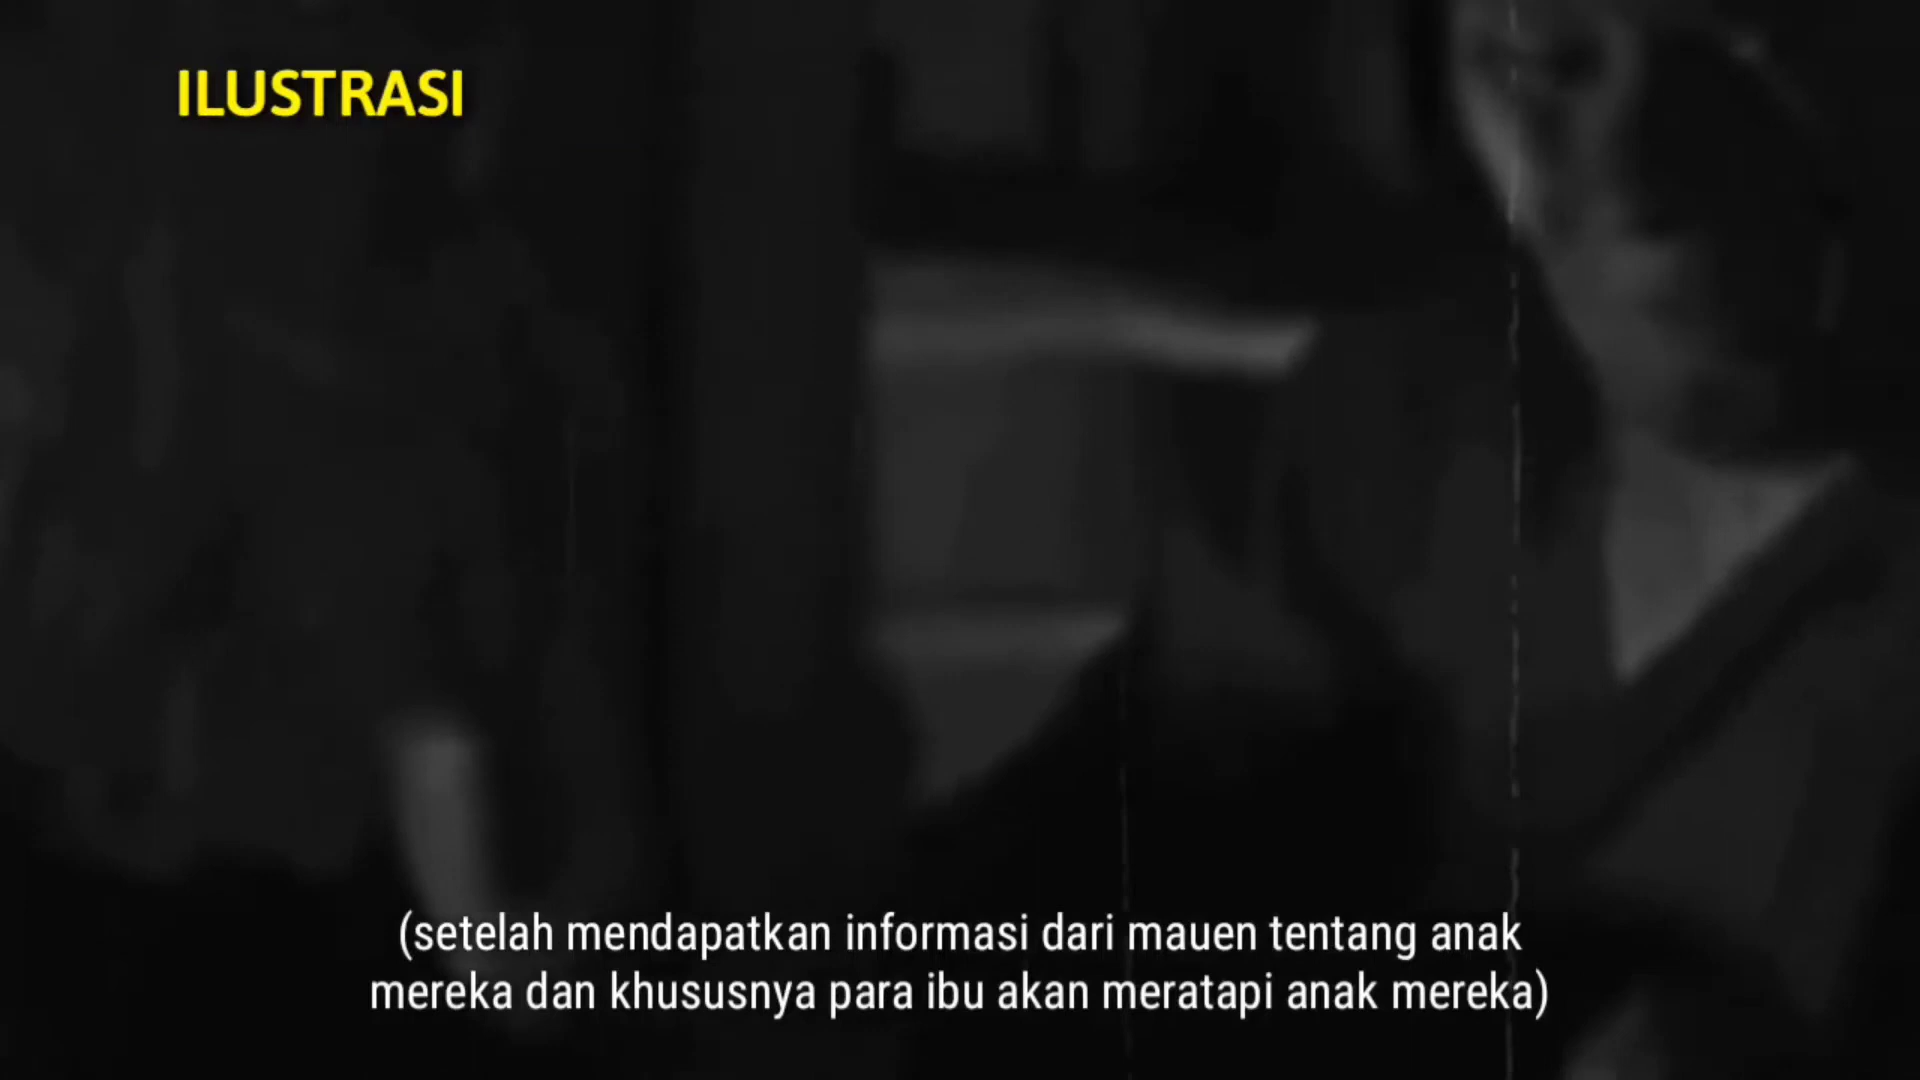 ILUSTRASI
(setelah mendapatkan informasi dari mauen tentang anak
mereka dan khususnya para ibu akan meratapi anak mereka)